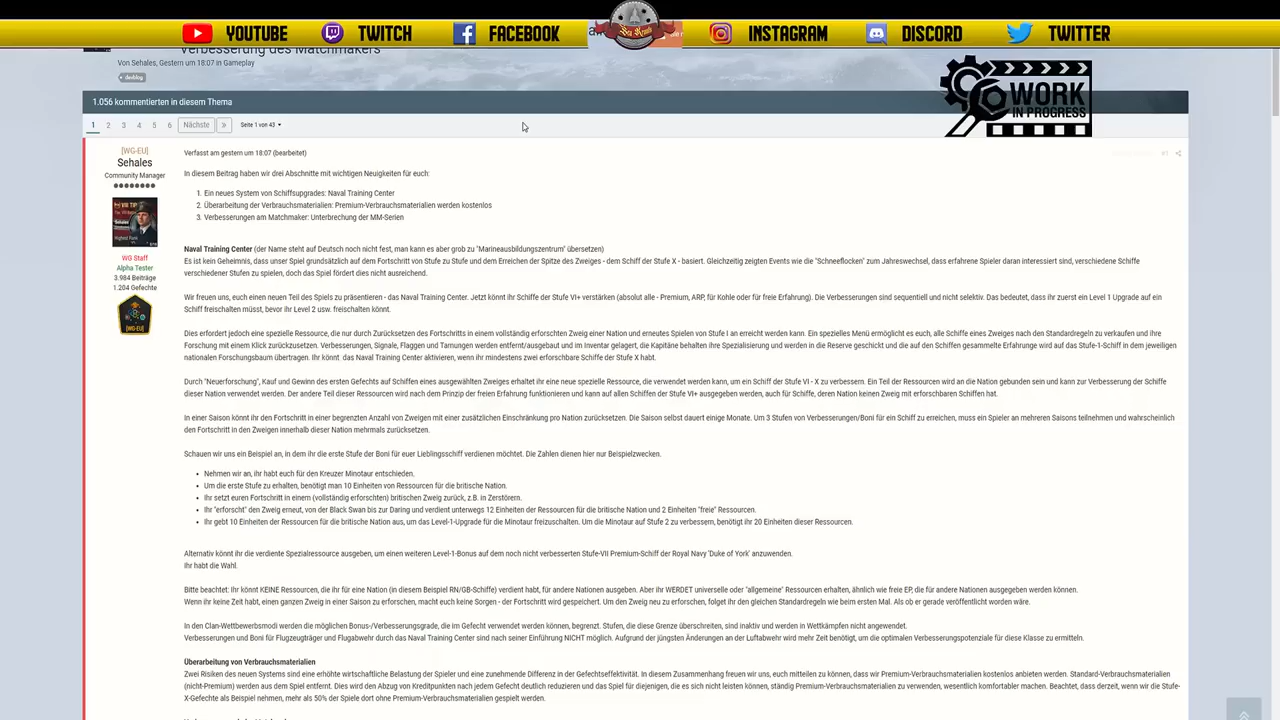 YOUTUBE
TWITCH
FACEBOOK
INSTAGRAM
DISCORD
TWITTER
Verbesserung des Matchmakers
Von Sehales, Gestern um 18:07 in Gameplay
devblog
WORK
IN PROGRESS
1.056 kommentierten in diesem Thema
1 2 3 4 5 6 Nächste » Seite 1 von 43
[WG-EU]
Sehales
Community Manager
WG Staff
Alpha Tester
3.984 Beiträge
1.204 Gefechte
[WG-EU]
Verfasst am gestern um 18:07 (bearbeitet)
#1
In diesem Beitrag haben wir drei Abschnitte mit wichtigen Neuigkeiten für euch:
1. Ein neues System von Schiffsupgrades: Naval Training Center
2. Überarbeitung der Verbrauchsmaterialien: Premium-Verbrauchsmaterialien werden kostenlos
3. Verbesserungen am Matchmaker: Unterbrechung der MM-Serien
Naval Training Center (der Name steht auf Deutsch noch nicht fest, man kann es aber grob zu "Marineausbildungszentrum" übersetzen)
Es ist kein Geheimnis, dass unser Spiel grundsätzlich auf dem Fortschritt von Stufe zu Stufe und dem Erreichen der Spitze des Zweiges - dem Schiff der Stufe X - basiert. Gleichzeitig zeigten Events wie die "Schneeflocken" zum Jahreswechsel, dass erfahrene Spieler daran interessiert sind, verschiedene Schiffe
verschiedener Stufen zu spielen, doch das Spiel fördert dies nicht ausreichend.
Wir freuen uns, euch einen neuen Teil des Spiels zu präsentieren - das Naval Training Center. Jetzt könnt ihr Schiffe der Stufe VI+ verstärken (absolut alle - Premium, ARP, für Kohle oder für freie Erfahrung). Die Verbesserungen sind sequentiell und nicht selektiv. Das bedeutet, dass ihr zuerst ein Level 1 Upgrade auf ein
Schiff freischalten müsst, bevor ihr Level 2 usw. freischalten könnt.
Dies erfordert jedoch eine spezielle Ressource, die nur durch Zurücksetzen des Fortschritts in einem vollständig erforschten Zweig einer Nation und erneutes Spielen von Stufe I an erreicht werden kann. Ein spezielles Menü ermöglicht es euch, alle Schiffe eines Zweiges nach den Standardregeln zu verkaufen und ihre
Forschung mit einem Klick zurückzusetzen. Verbesserungen, Signale, Flaggen und Tarnungen werden entfernt/ausgebaut und im Inventar gelagert, die Kapitäne behalten ihre Spezialisierung und werden in die Reserve geschickt und die auf den Schiffen gesammelte Erfahrunge wird auf das Stufe-1-Schiff in dem jeweiligen
nationalen Forschungsbaum übertragen. Ihr könnt das Naval Training Center aktivieren, wenn ihr mindestens zwei erforschbare Schiffe der Stufe X habt.
Durch "Neuerforschung", Kauf und Gewinn des ersten Gefechts auf Schiffen eines ausgewählten Zweiges erhaltet ihr eine neue spezielle Ressource, die verwendet werden kann, um ein Schiff der Stufe VI - X zu verbessern. Ein Teil der Ressourcen wird an die Nation gebunden sein und kann zur Verbesserung der Schiffe
dieser Nation verwendet werden. Der andere Teil dieser Ressourcen wird nach dem Prinzip der freien Erfahrung funktionieren und kann auf allen Schiffen der Stufe VI+ ausgegeben werden, auch für Schiffe, deren Nation keinen Zweig mit erforschbaren Schiffen hat.
In einer Saison könnt ihr den Fortschritt in einer begrenzten Anzahl von Zweigen mit einer zusätzlichen Einschränkung pro Nation zurücksetzen. Die Saison selbst dauert einige Monate. Um 3 Stufen von Verbesserungen/Boni für ein Schiff zu erreichen, muss ein Spieler an mehreren Saisons teilnehmen und wahrscheinlich
den Fortschritt in den Zweigen innerhalb dieser Nation mehrmals zurücksetzen.
Schauen wir uns ein Beispiel an, in dem ihr die erste Stufe der Boni für euer Lieblingsschiff verdienen möchtet. Die Zahlen dienen hier nur Beispielzwecken.
• Nehmen wir an, ihr habt euch für den Kreuzer Minotaur entschieden.
• Um die erste Stufe zu erhalten, benötigt man 10 Einheiten von Ressourcen für die britische Nation.
• Ihr setzt euren Fortschritt in einem (vollständig erforschten) britischen Zweig zurück, z.B. in Zerstörern.
• Ihr "erforscht" den Zweig erneut, von der Black Swan bis zur Daring und verdient unterwegs 12 Einheiten der Ressourcen für die britische Nation und 2 Einheiten "freie" Ressourcen.
• Ihr gebt 10 Einheiten der Ressourcen für die britische Nation aus, um das Level-1-Upgrade für die Minotaur freizuschalten. Um die Minotaur auf Stufe 2 zu verbessern, benötigt ihr 20 Einheiten dieser Ressourcen.
Alternativ könnt ihr die verdiente Spezialressource ausgeben, um einen weiteren Level-1-Bonus auf dem noch nicht verbesserten Stufe-VII Premium-Schiff der Royal Navy 'Duke of York' anzuwenden.
Ihr habt die Wahl.
Bitte beachtet: Ihr könnt KEINE Ressourcen, die ihr für eine Nation (in diesem Beispiel RN/GB-Schiffe) verdient habt, für andere Nationen ausgeben. Aber ihr WERDET universelle oder "allgemeine" Ressourcen erhalten, ähnlich wie freie EP, die für andere Nationen ausgegeben werden können.
Wenn ihr keine Zeit habt, einen ganzen Zweig in einer Saison zu erforschen, macht euch keine Sorgen - der Fortschritt wird gespeichert. Um den Zweig neu zu erforschen, folget ihr den gleichen Standardregeln wie beim ersten Mal. Als ob er gerade veröffentlicht worden wäre.
In den Clan-Wettbewerbsmodi werden die möglichen Bonus-/Verbesserungsgrade, die im Gefecht verwendet werden können, begrenzt. Stufen, die diese Grenze überschreiten, sind inaktiv und werden in Wettkämpfen nicht angewendet.
Verbesserungen und Boni für Flugzeugträger und Flugabwehr durch das Naval Training Center sind nach seiner Einführung NICHT möglich. Aufgrund der jüngsten Änderungen an der Luftabwehr wird mehr Zeit benötigt, um die optimalen Verbesserungspotenziale für diese Klasse zu ermitteln.
Überarbeitung von Verbrauchsmaterialien
Zwei Risiken des neuen Systems sind eine erhöhte wirtschaftliche Belastung der Spieler und eine zunehmende Differenz in der Gefechtseffektivität. In diesem Zusammenhang freuen wir uns, euch mitteilen zu können, dass wir Premium-Verbrauchsmaterialien kostenlos anbieten werden. Standard-Verbrauchsmaterialien
(nicht-Premium) werden aus dem Spiel entfernt. Dies wird den Abzug von Kreditpunkten nach jedem Gefecht deutlich reduzieren und das Spiel für diejenigen, die es sich nicht leisten können, ständig Premium-Verbrauchsmaterialien zu verwenden, wesentlich komfortabler machen. Beachtet, dass derzeit, wenn wir die Stufe-
X-Gefechte als Beispiel nehmen, mehr als 50% der Spiele dort ohne Premium-Verbrauchsmaterialien gespielt werden.